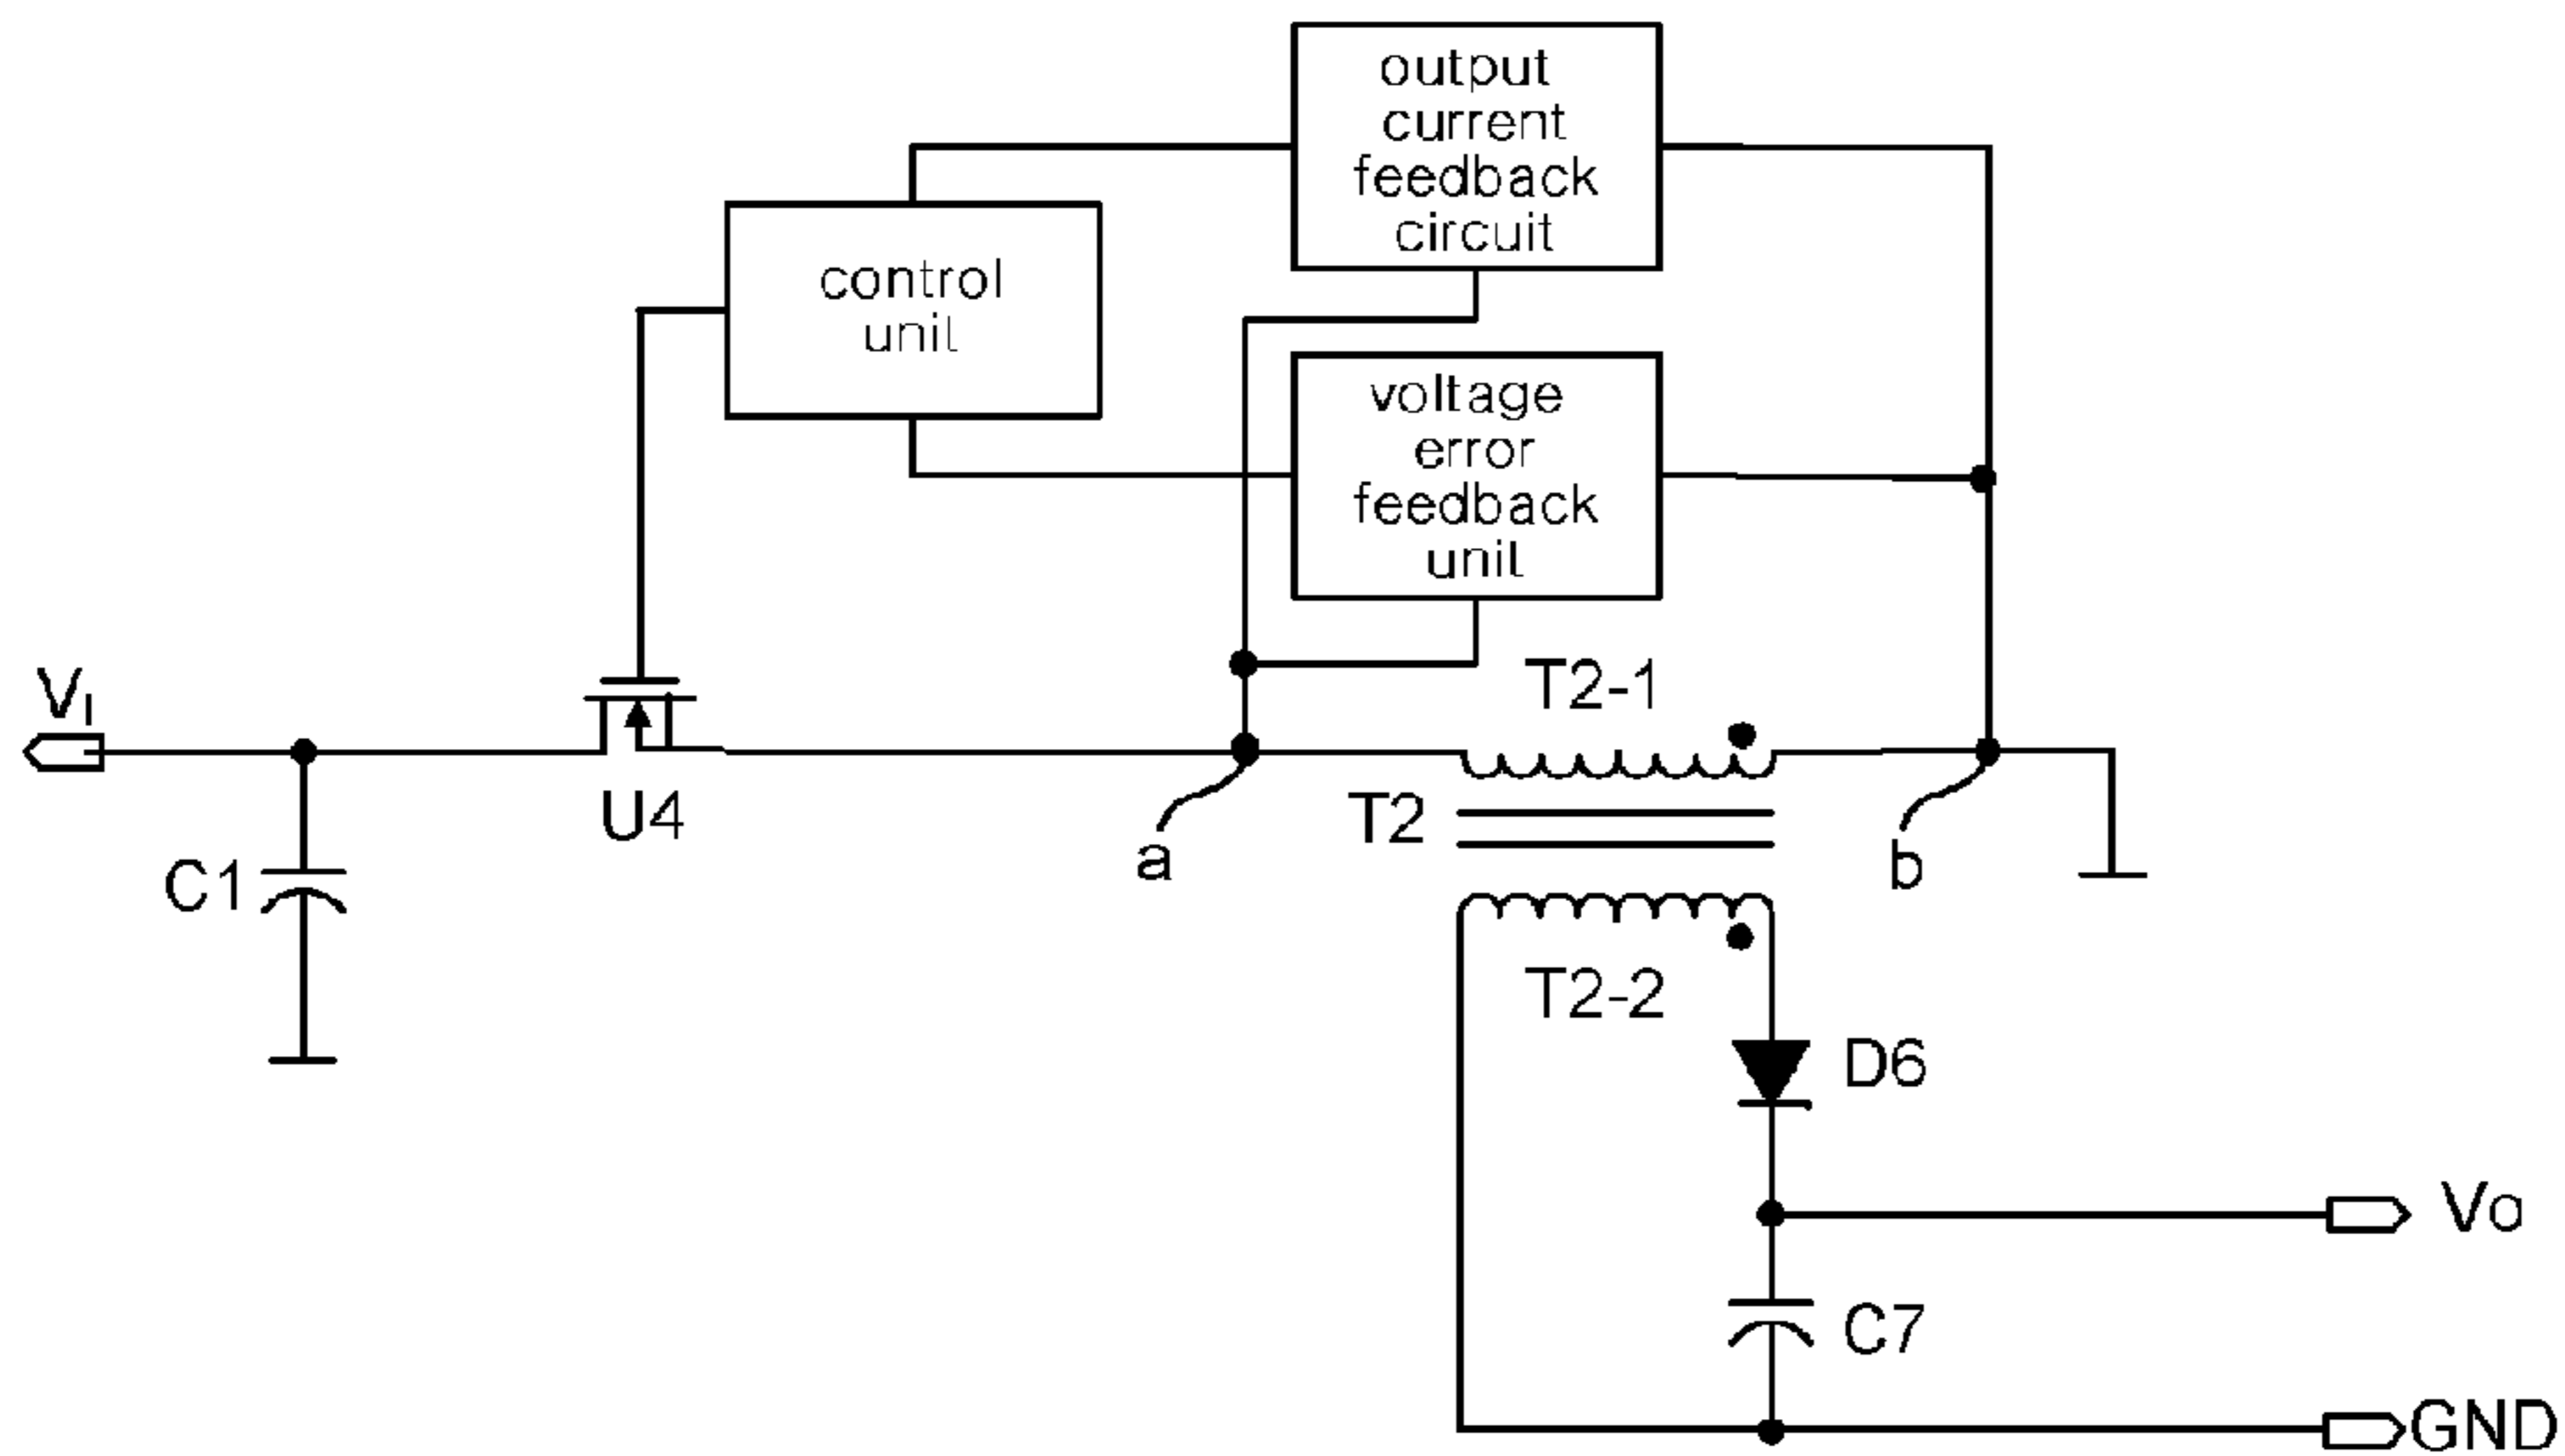 output
current
feedback
circuit
control
unit
voltage
error
feedback
unit
T2-1
VI
U4
T2
C1
a
b
T2-2
D6
Vo
C7
GND